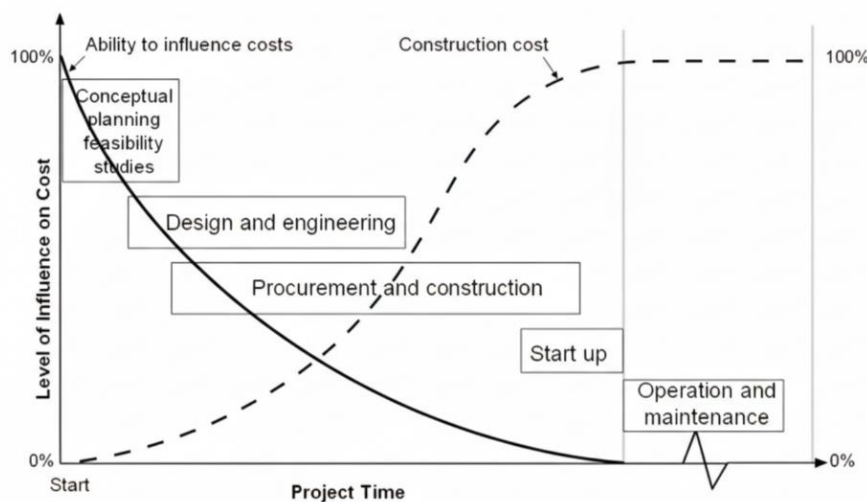 Ability to influence costs
Construction cost
100%
100%
Conceptual
planning
feasibility
studies
Design and engineering
Procurement and construction
Start up
Operation and
maintenance
Level of Influence on Cost
0%
0%
Start
Project Time